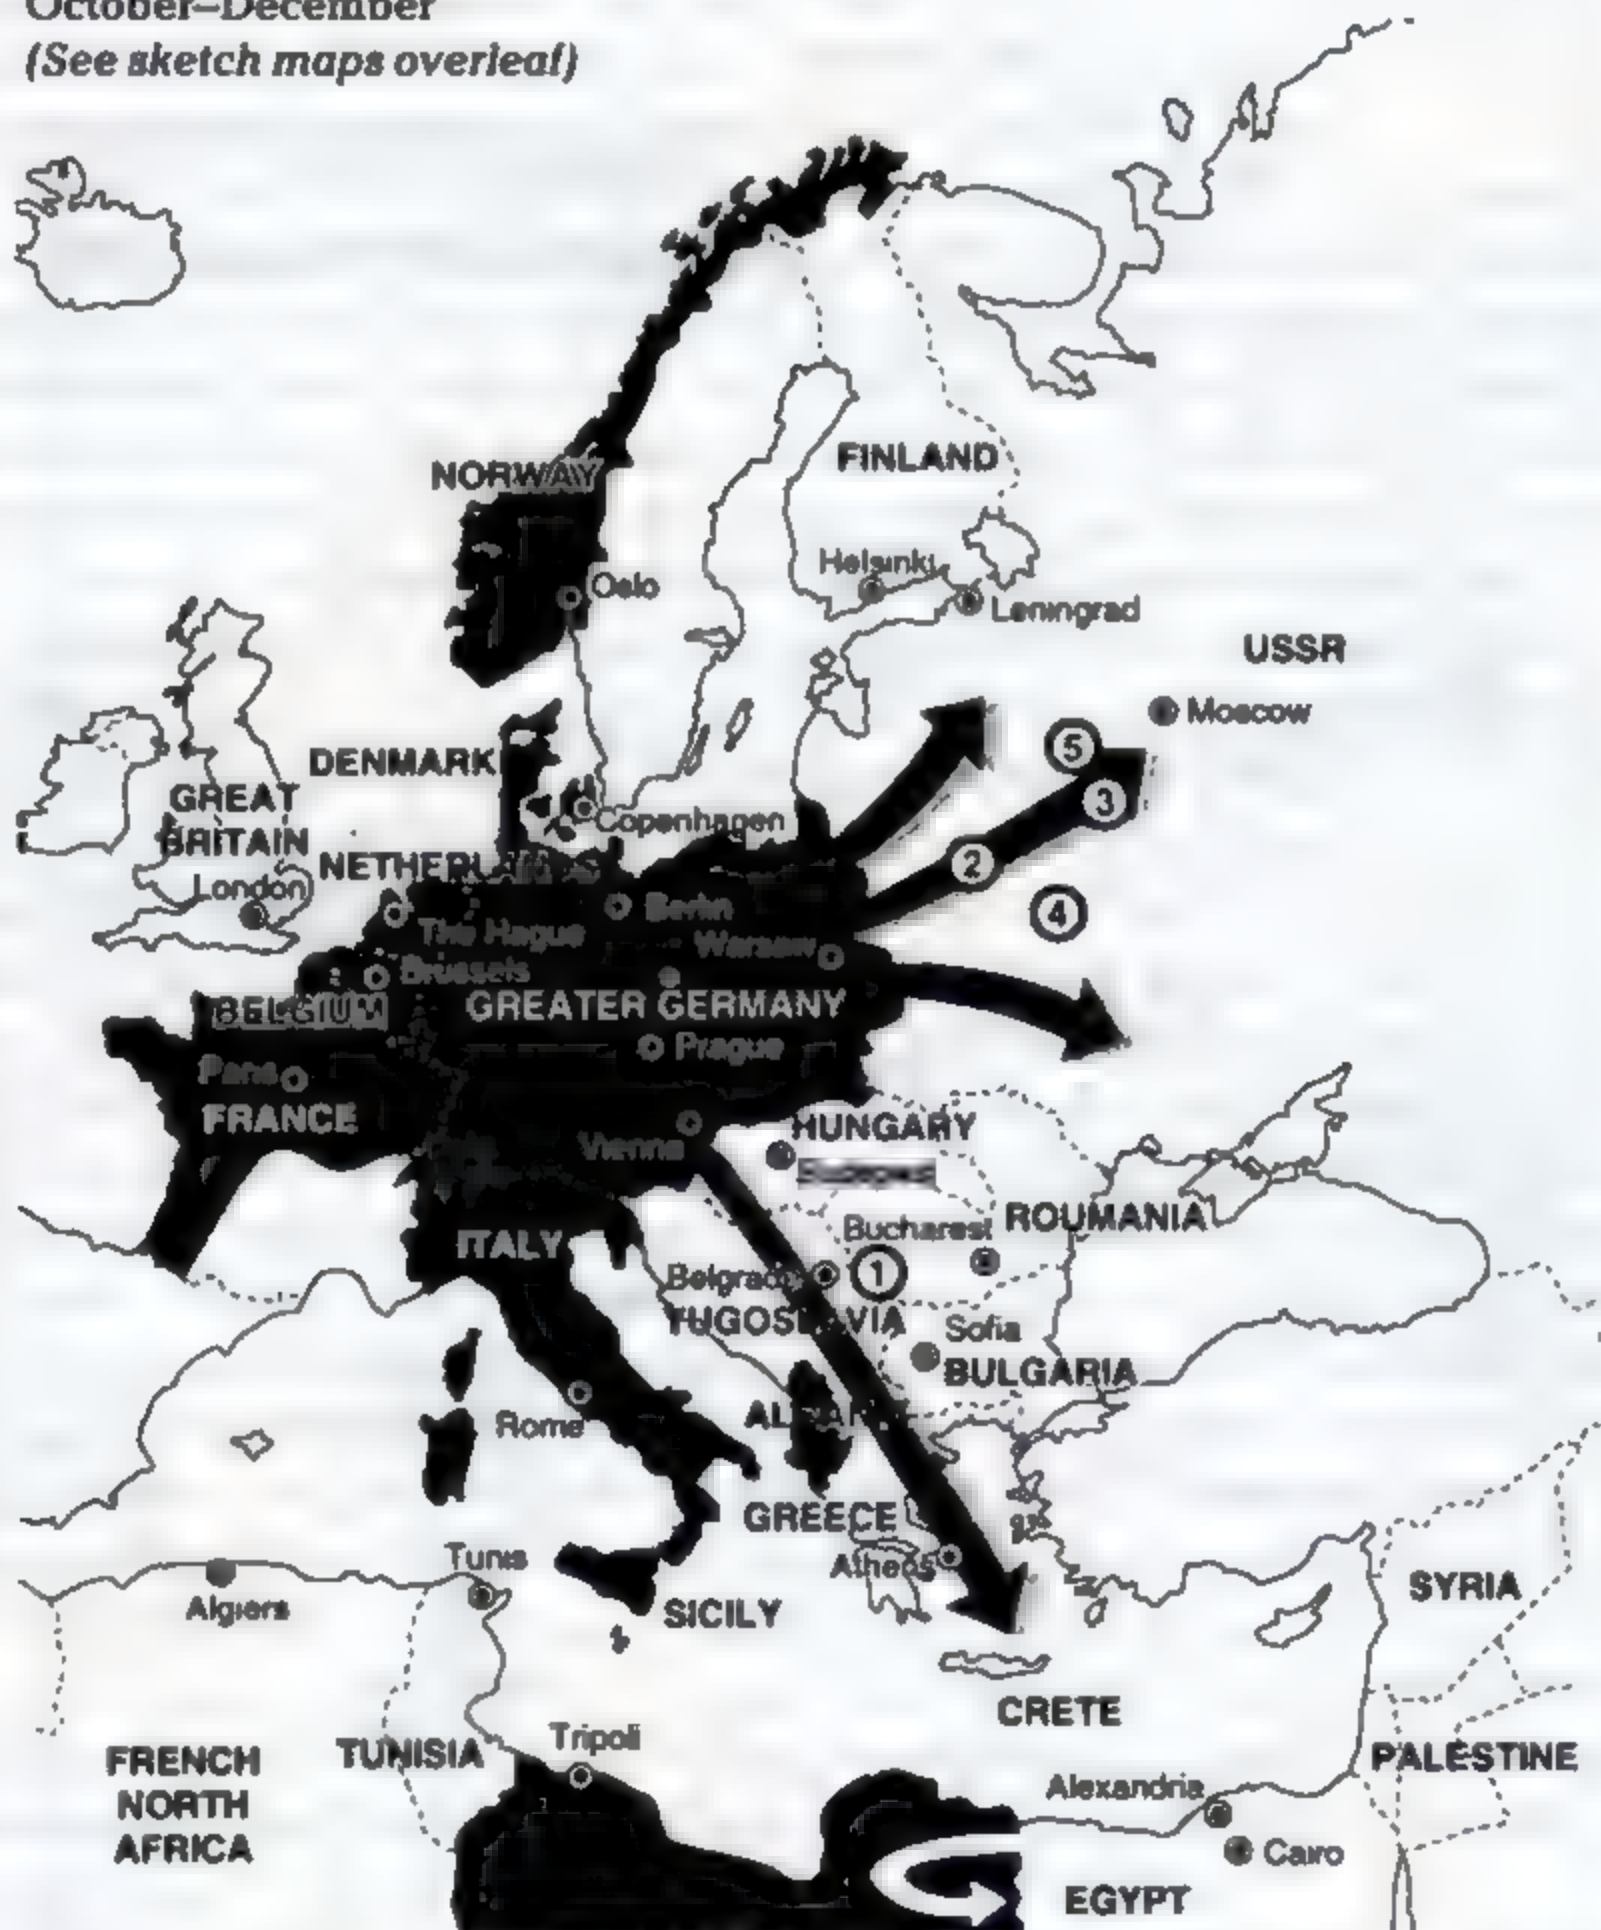 October–December
(See sketch maps overleaf)
NORWAY
FINLAND
Oslo
Helsinki
Leningrad
USSR
Moscow
DENMARK
GREAT
BRITAIN
Copenhagen
NETHERLANDS
London
Berlin
The Hague
Warsaw
Brussels
BELGIUM
GREATER GERMANY
Prague
Paris
FRANCE
Vienna
HUNGARY
Budapest
ROUMANIA
Bucharest
ITALY
Belgrade
YUGOSLAVIA
Sofia
BULGARIA
Rome
ALBANIA
GREECE
Athens
Tunis
Algiers
SICILY
SYRIA
CRETE
Tripoli
FRENCH
NORTH
AFRICA
TUNISIA
PALESTINE
Alexandria
Cairo
EGYPT
5
3
2
4
1